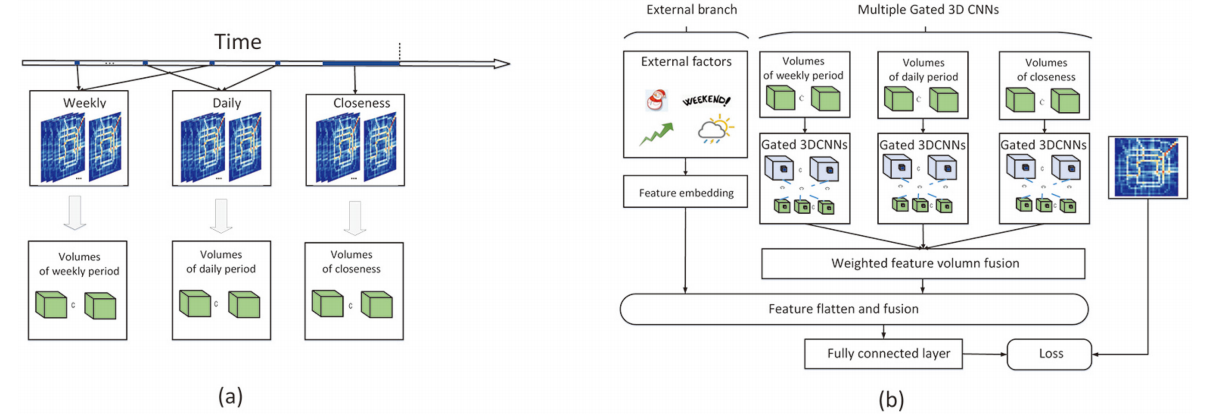 Time
...
Weekly
Daily
Closeness
...
...
...
Volumes
of weekly period
c
Volumes
of daily period
c
Volumes
of closeness
c
(a)
External branch
Multiple Gated 3D CNNs
External factors
WEEKEND!
Feature embedding
Volumes
of weekly period
c
Volumes
of daily period
c
Volumes
of closeness
c
Gated 3DCNNs
c
c
Gated 3DCNNs
c
c
Gated 3DCNNs
c
c
Weighted feature volumn fusion
Feature flatten and fusion
Fully connected layer
Loss
(b)